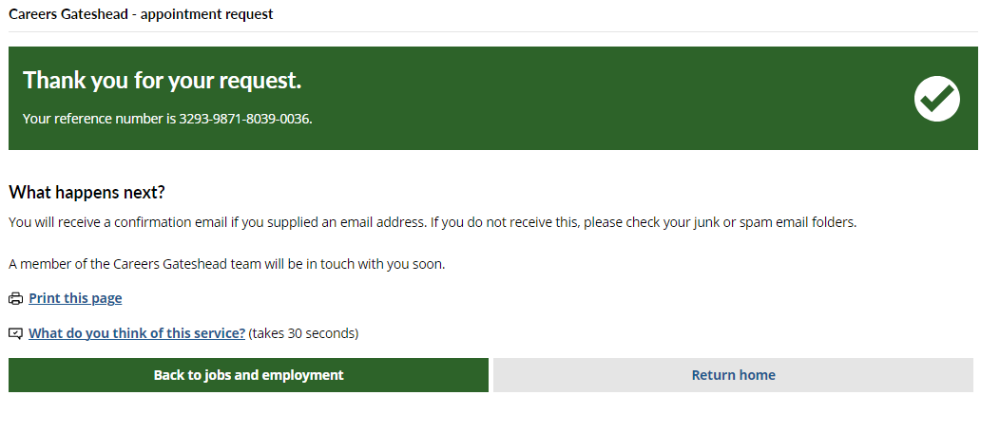 Careers Gateshead - appointment request
Thank you for your request.
Your reference number is 3293-9871-8039-0036.
What happens next?
You will receive a confirmation email if you supplied an email address. If you do not receive this, please check your junk or spam email folders.
A member of the Careers Gateshead team will be in touch with you soon.
Print this page
What do you think of this service? (takes 30 seconds)
Back to jobs and employment
Return home